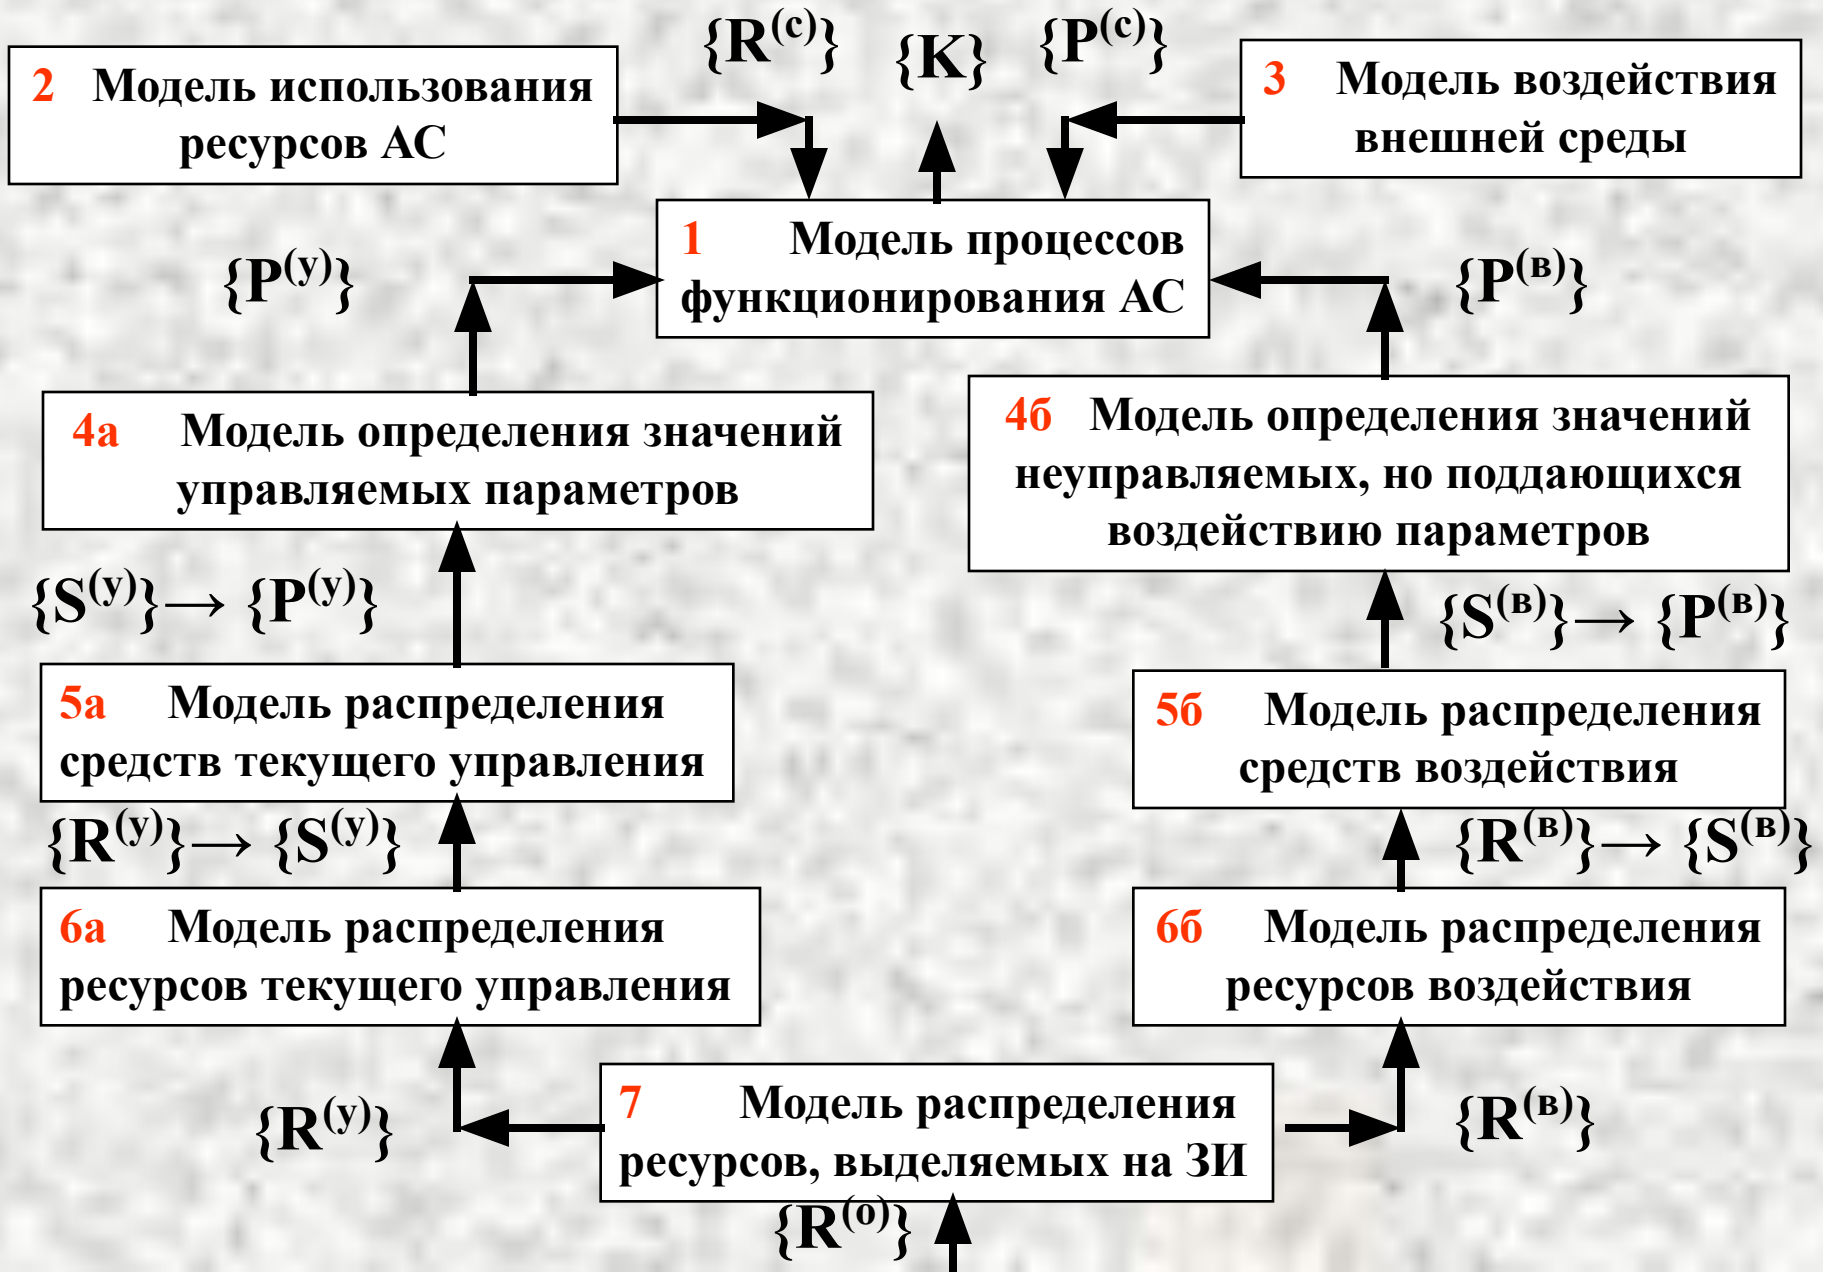 {R(с)} {K} {P(с)}
2 Модель использования
ресурсов АС
3 Модель воздействия
внешней среды
1 Модель процессов
функционирования АС
{P(у)}
{P(в)}
4а Модель определения значений
управляемых параметров
4б Модель определения значений
неуправляемых, но поддающихся
воздействию параметров
{S(у)}→ {P(у)}
{S(в)}→ {P(в)}
5а Модель распределения
средств текущего управления
5б Модель распределения
средств воздействия
{R(у)}→ {S(у)}
{R(в)}→ {S(в)}
6а Модель распределения
ресурсов текущего управления
6б Модель распределения
ресурсов воздействия
{R(у)}
7 Модель распределения
ресурсов, выделяемых на ЗИ
{R(в)}
{R(о)}